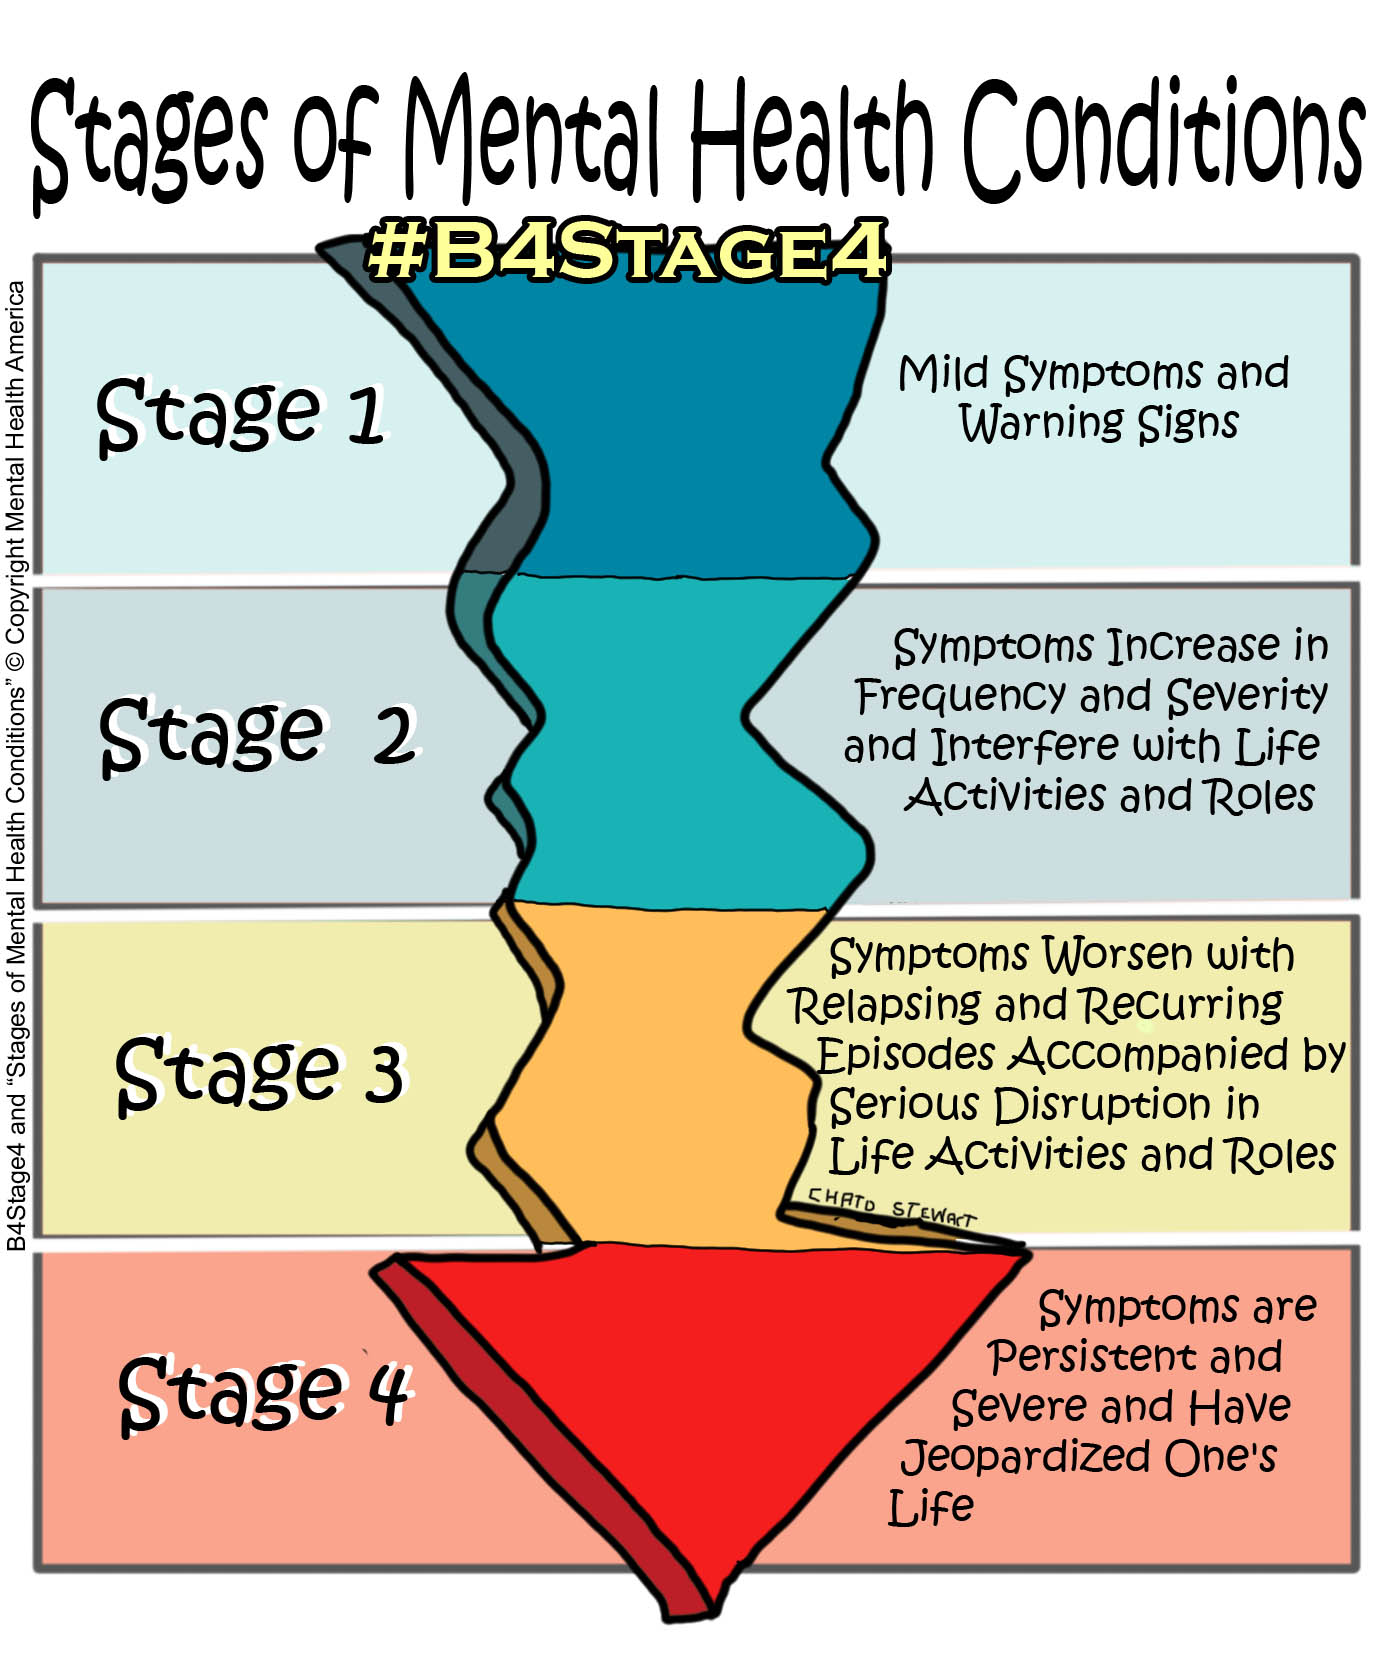 Stages of Mental Health Conditions
#B4Stage4
Stage 1
Mild Symptoms and
Warning Signs
Stage 2
Symptoms Increase in
Frequency and Severity
and Interfere with Life
Activities and Roles
Stage 3
Symptoms Worsen with
Relapsing and Recurring
Episodes Accompanied by
Serious Disruption in
Life Activities and Roles
CHATO STEWART
Stage 4
Symptoms are
Persistent and
Severe and Have
Jeopardized One's
Life
B4Stage4 and “Stages of Mental Health Conditions” © Copyright Mental Health America